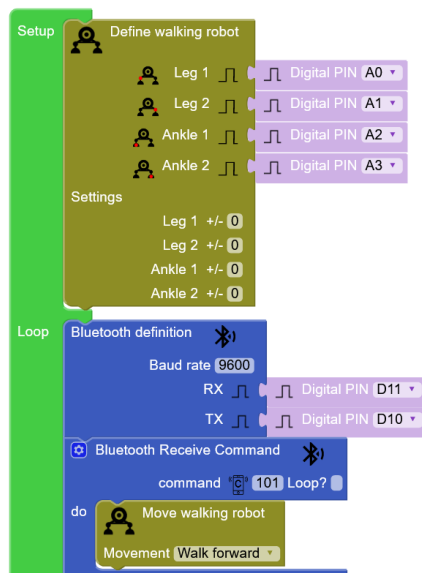 Setup Define walking robot
Leg 1 Digital PIN A0
Leg 2 Digital PIN A1
Ankle 1 Digital PIN A2
Ankle 2 Digital PIN A3
Settings
Leg 1 +/- 0
Leg 2 +/- 0
Ankle 1 +/- 0
Ankle 2 +/- 0
Loop Bluetooth definition
Baud rate 9600
RX Digital PIN D11
TX Digital PIN D10
Bluetooth Receive Command
command C 101 Loop?
do Move walking robot
Movement Walk forward